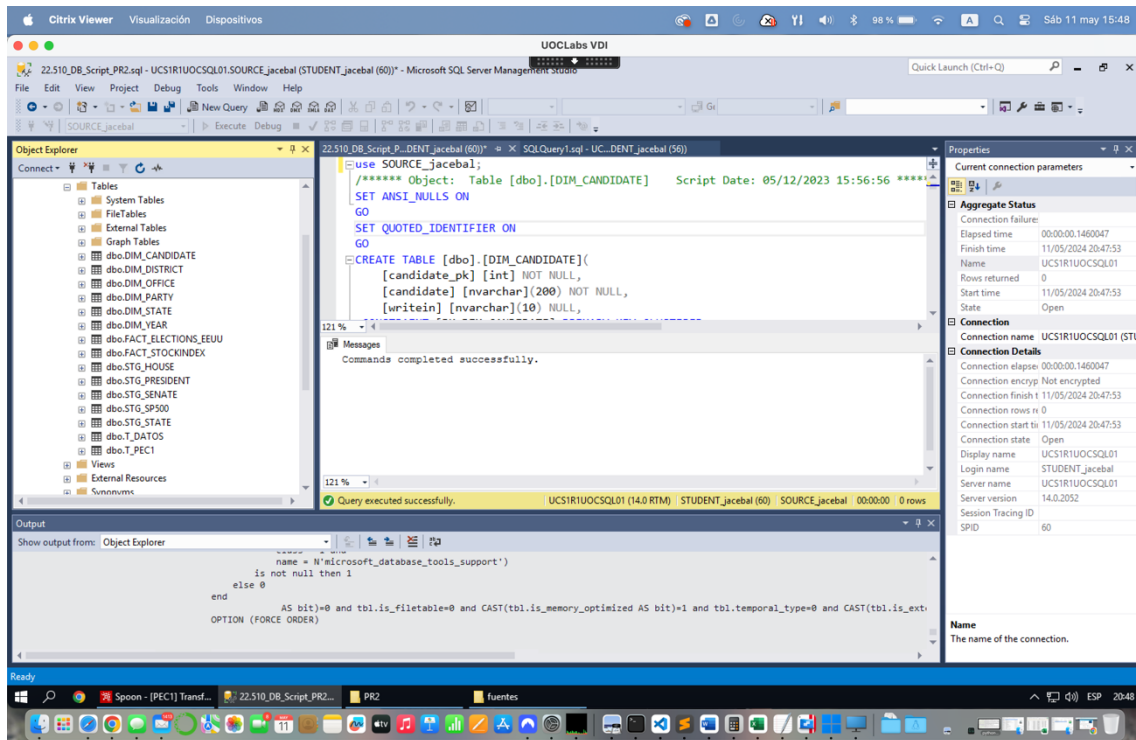 Citrix Viewer Visualización Dispositivos 98 % A Sáb 11 may 15:48
UOCLabs VDI
22.510_DB_Script_PR2.sql - UCS1R1UOCSQL01.SOURCE_jacebal (STUDENT_jacebal (60))* - Microsoft SQL Server Management Studio
Quick Launch (Ctrl+Q)
File Edit View Project Debug Tools Window Help
New Query
SOURCE_jacebal Execute Debug
Object Explorer
Connect
Tables
System Tables
FileTables
External Tables
Graph Tables
dbo.DIM_CANDIDATE
dbo.DIM_DISTRICT
dbo.DIM_OFFICE
dbo.DIM_PARTY
dbo.DIM_STATE
dbo.DIM_YEAR
dbo.FACT_ELECTIONS_EEUU
dbo.FACT_STOCKINDEX
dbo.STG_HOUSE
dbo.STG_PRESIDENT
dbo.STG_SENATE
dbo.STG_SP500
dbo.STG_STATE
dbo.T_DATOS
dbo.T_PEC1
Views
External Resources
Synonyms
22.510_DB_Script_P...DENT_jacebal (60))* SQLQuery1.sql - UC...DENT_jacebal (56))
use SOURCE_jacebal;
/****** Object: Table [dbo].[DIM_CANDIDATE] Script Date: 05/12/2023 15:56:56 *****
SET ANSI_NULLS ON
GO
SET QUOTED_IDENTIFIER ON
GO
CREATE TABLE [dbo].[DIM_CANDIDATE](
[candidate_pk] [int] NOT NULL,
[candidate] [nvarchar](200) NOT NULL,
[writein] [nvarchar](10) NULL,
121 %
Messages
Commands completed successfully.
121 %
Query executed successfully. UCS1R1UOCSQL01 (14.0 RTM) STUDENT_jacebal (60) SOURCE_jacebal 00:00:00 0 rows
Properties
Current connection parameters
Aggregate Status
Connection failure:
Elapsed time 00:00:00.1460047
Finish time 11/05/2024 20:47:53
Name UCS1R1UOCSQL01
Rows returned 0
Start time 11/05/2024 20:47:53
State Open
Connection
Connection name UCS1R1UOCSQL01 (STU
Connection Details
Connection elapse 00:00:00.1460047
Connection encryp Not encrypted
Connection finish t 11/05/2024 20:47:53
Connection rows re 0
Connection start ti 11/05/2024 20:47:53
Connection state Open
Display name UCS1R1UOCSQL01
Login name STUDENT_jacebal
Server name UCS1R1UOCSQL01
Server version 14.0.2052
Session Tracing ID
SPID 60
Name
The name of the connection.
Output
Show output from: Object Explorer
name = N'microsoft_database_tools_support')
is not null then 1
else 0
end
AS bit)=0 and tbl.is_filetable=0 and CAST(tbl.is_memory_optimized AS bit)=1 and tbl.temporal_type=0 and CAST(tbl.is_exte
OPTION (FORCE ORDER)
Ready
Spoon - [PEC1] Transf... 22.510_DB_Script_PR2... PR2 fuentes ESP 20:48